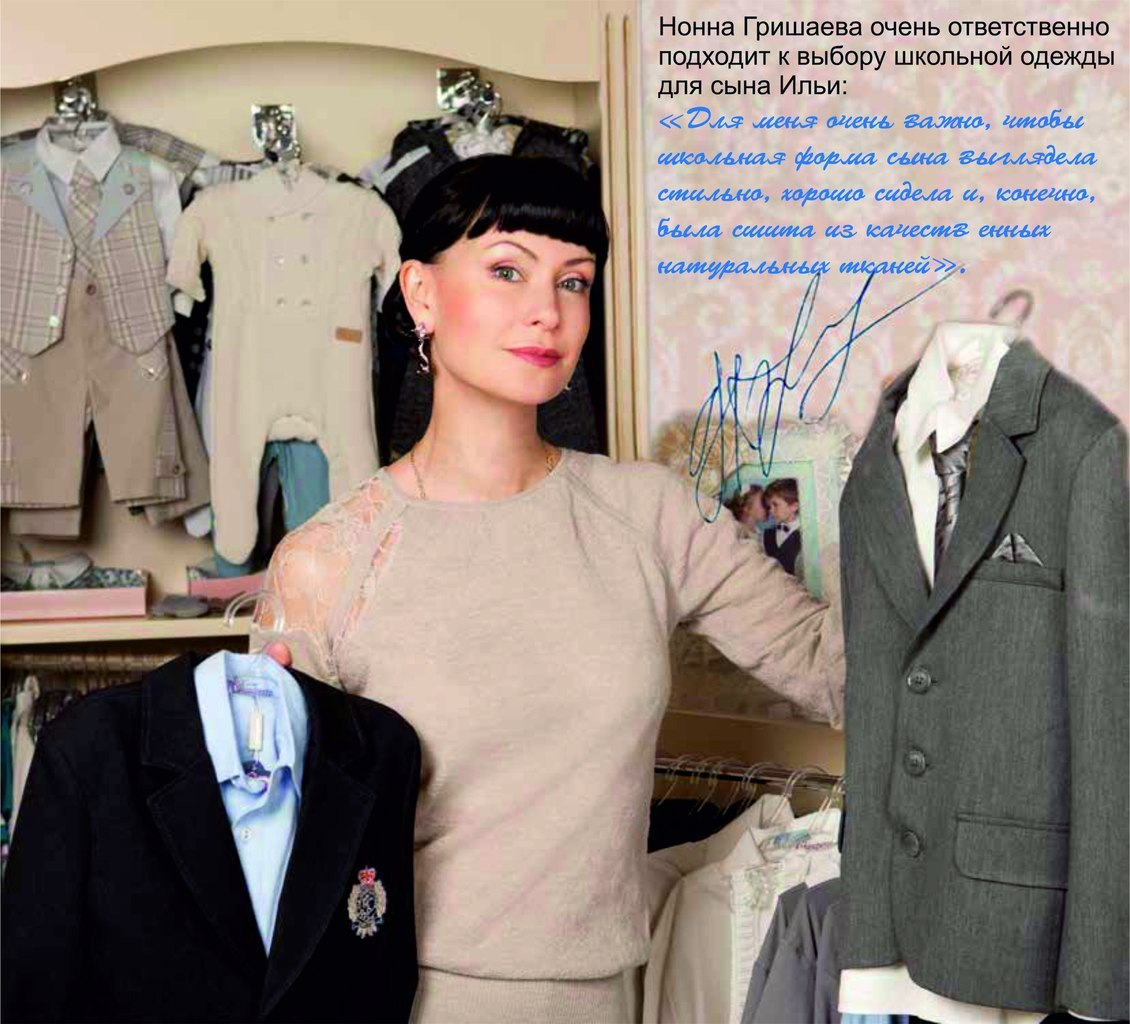 Нонна Гришаева очень ответственно
подходит к выбору школьной одежды
для сына Ильи:
«Для меня очень важно, чтобы
школьная форма сына выглядела
стильно, хорошо сидела и, конечно,
была сшита из качеств енных
натуральных тканей».